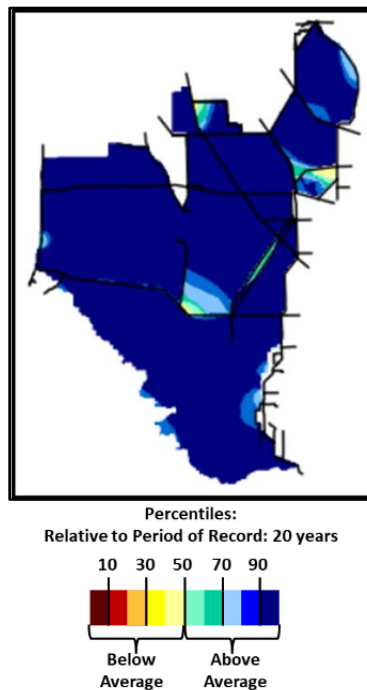 Percentiles:
Relative to Period of Record: 20 years
10 30 50 70 90
Below Above
Average Average